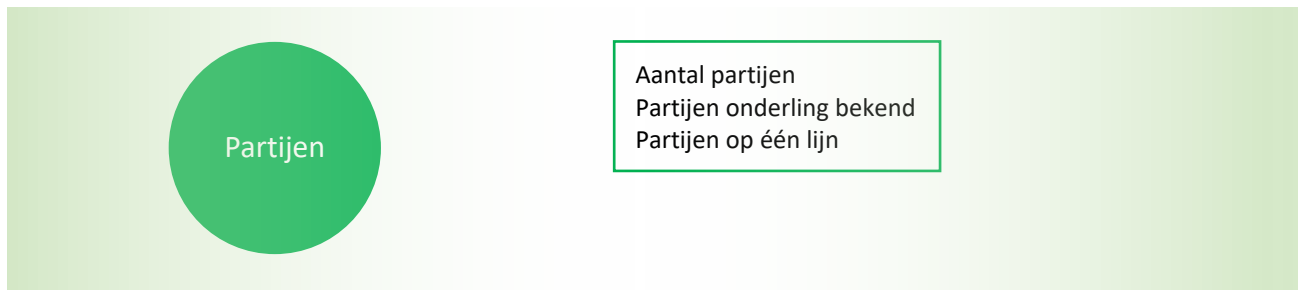 Partijen
Aantal partijen
Partijen onderling bekend
Partijen op één lijn